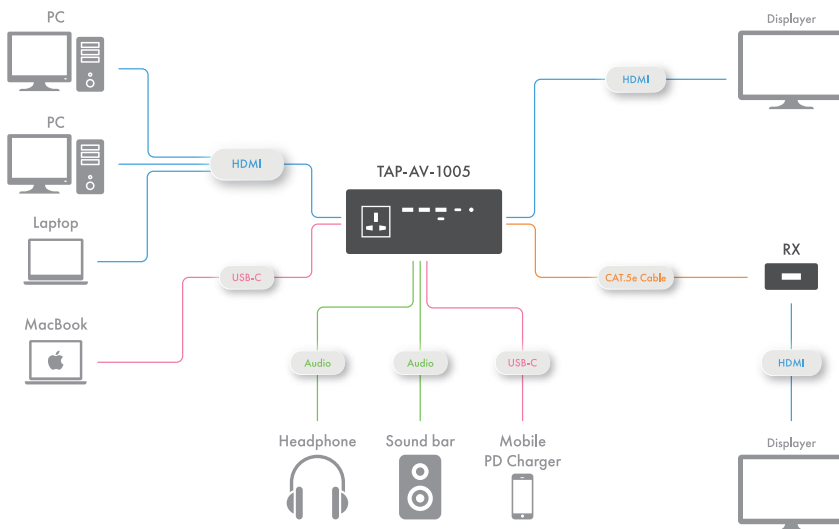 PC
Displayer
HDMI
PC
HDMI
TAP-AV-1005
Laptop
RX
USB-C
CAT.5e Cable
MacBook
Audio
Audio
USB-C
HDMI
Headphone
Sound bar
Mobile
PD Charger
Displayer